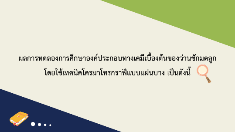 ผลการทดลองการศึกษาองค์ประกอบทางเคมีเบื้องต้นของว่านชักมดลูก
โดยใช้เทคนิคโครมาโทกราฟีแบบแผ่นบาง เป็นดังนี้